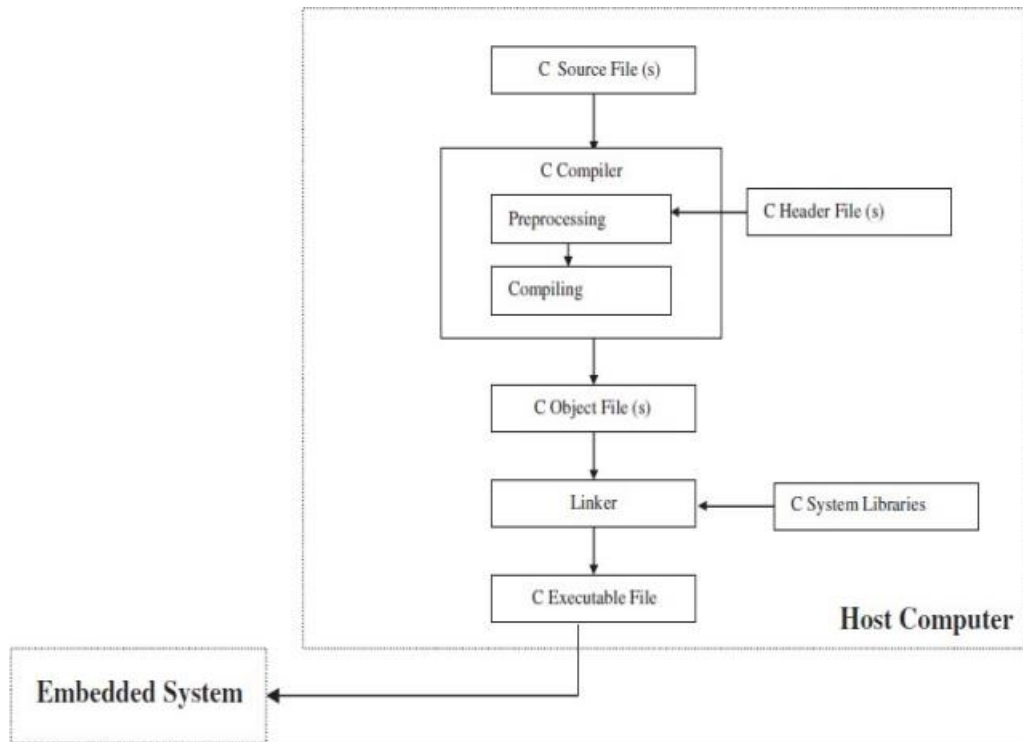 C Source File (s)
C Compiler
Preprocessing
C Header File (s)
Compiling
C Object File (s)
Linker
C System Libraries
C Executable File
Host Computer
Embedded System